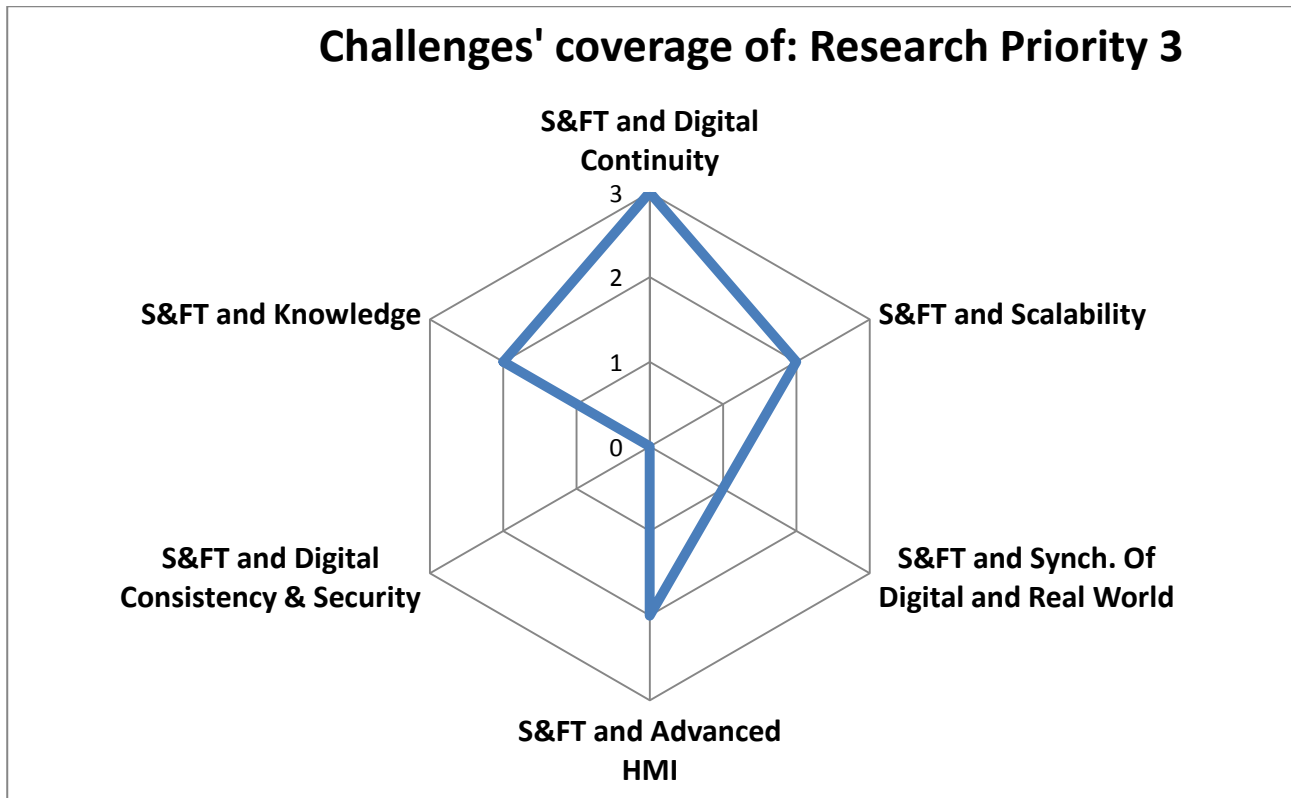 Challenges' coverage of: Research Priority 3
S&FT and Digital
Continuity
3
2
1
0
S&FT and Knowledge
S&FT and Scalability
S&FT and Digital
Consistency & Security
S&FT and Synch. Of
Digital and Real World
S&FT and Advanced
HMI